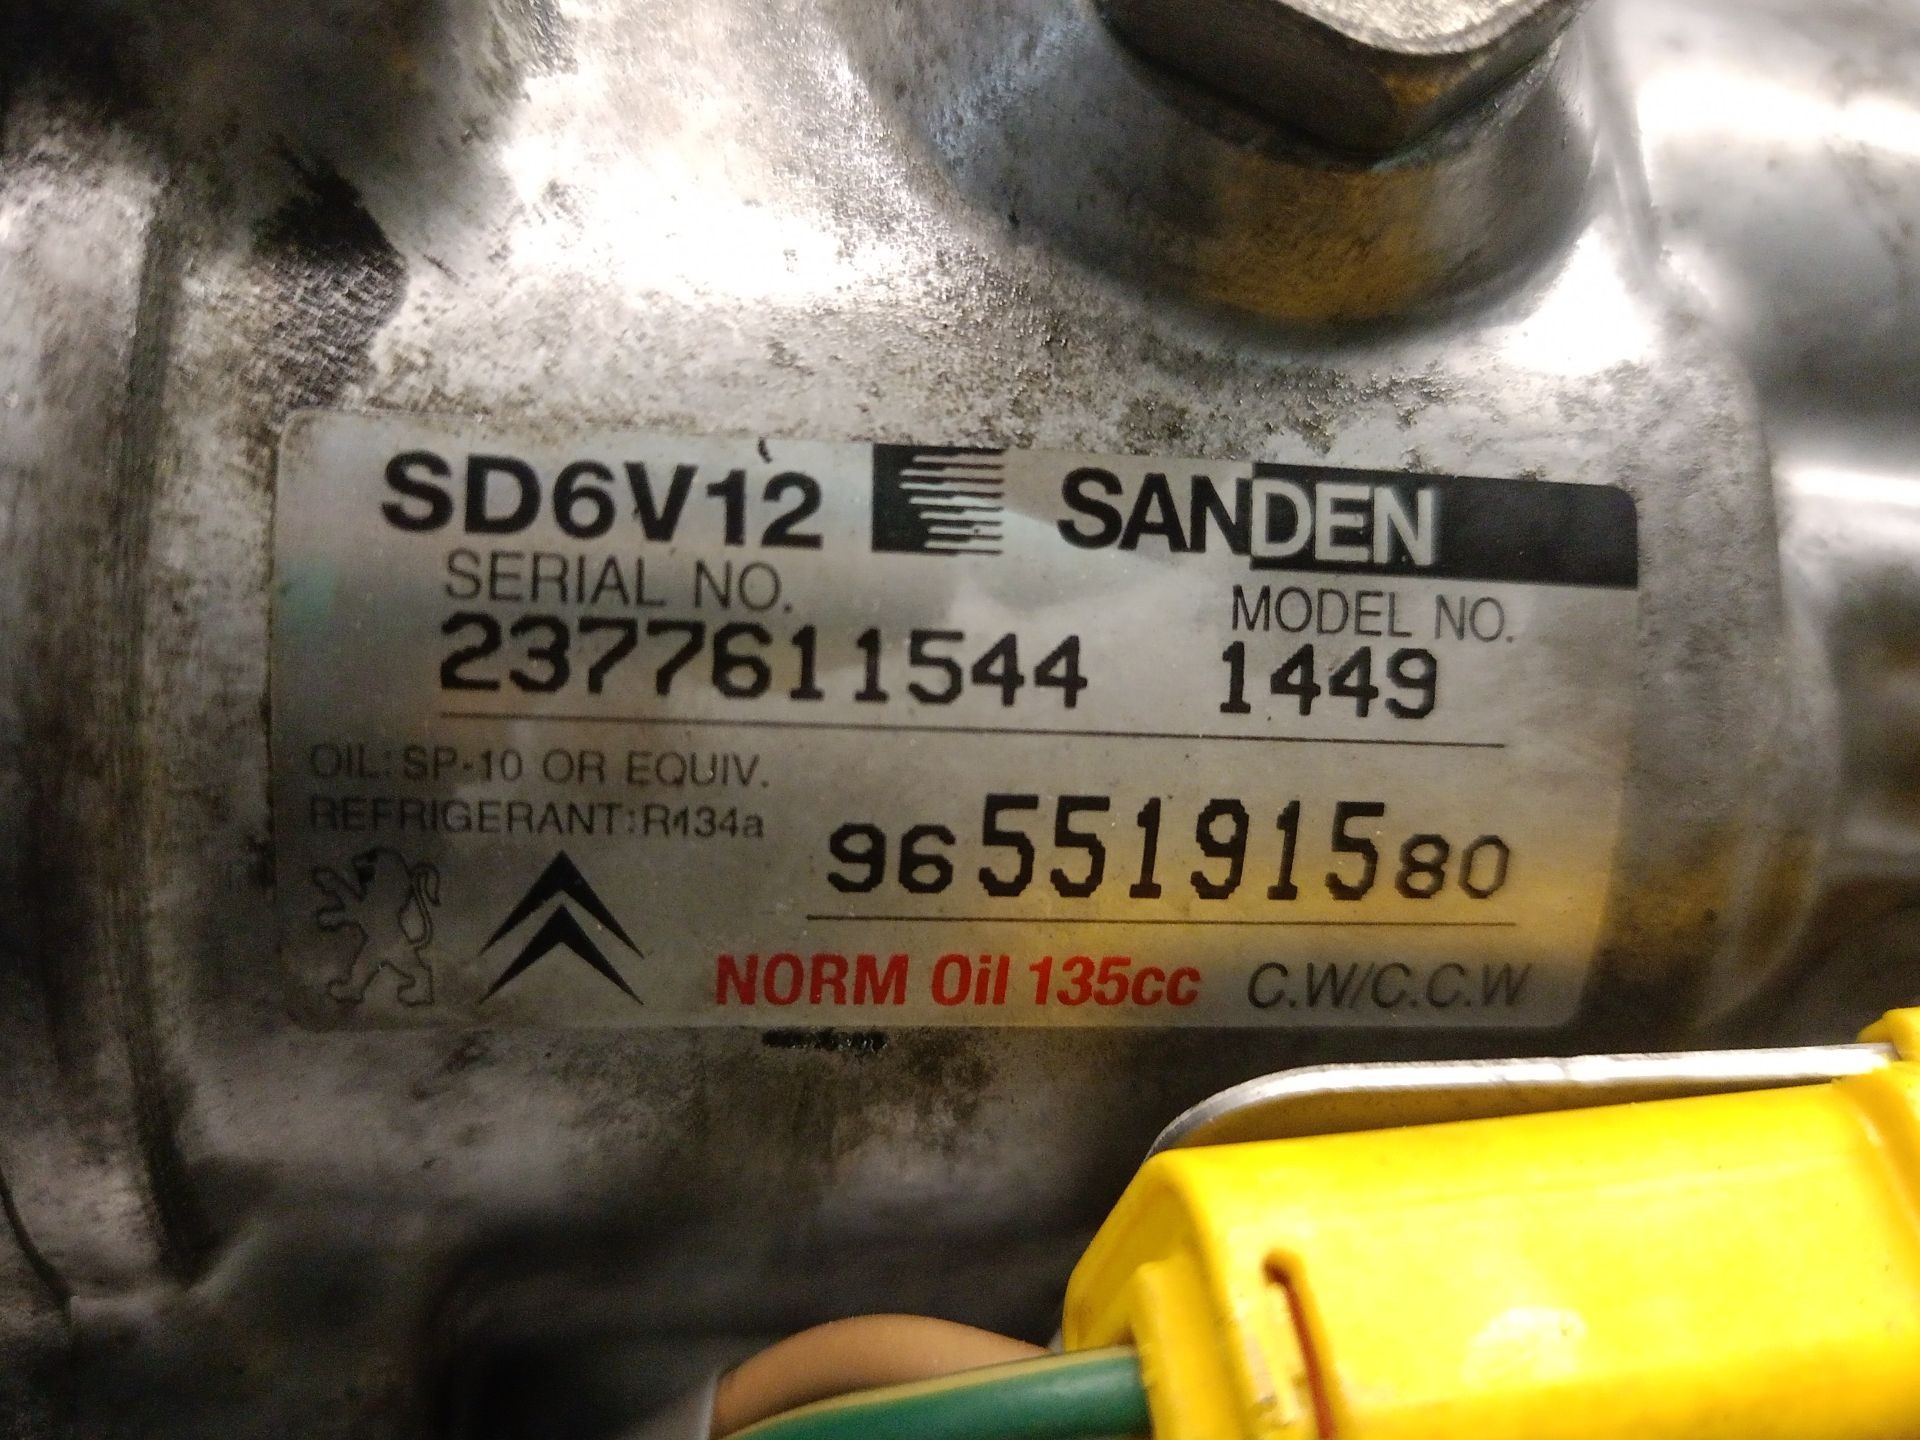 SD6V12 SANDEN
SERIAL NO. MODEL NO.
2377611544 1449
OIL: SP-10 OR EQUIV.
REFRIGERANT: R134a
9655191580
NORM Oil 135cc C.W/C.C.W